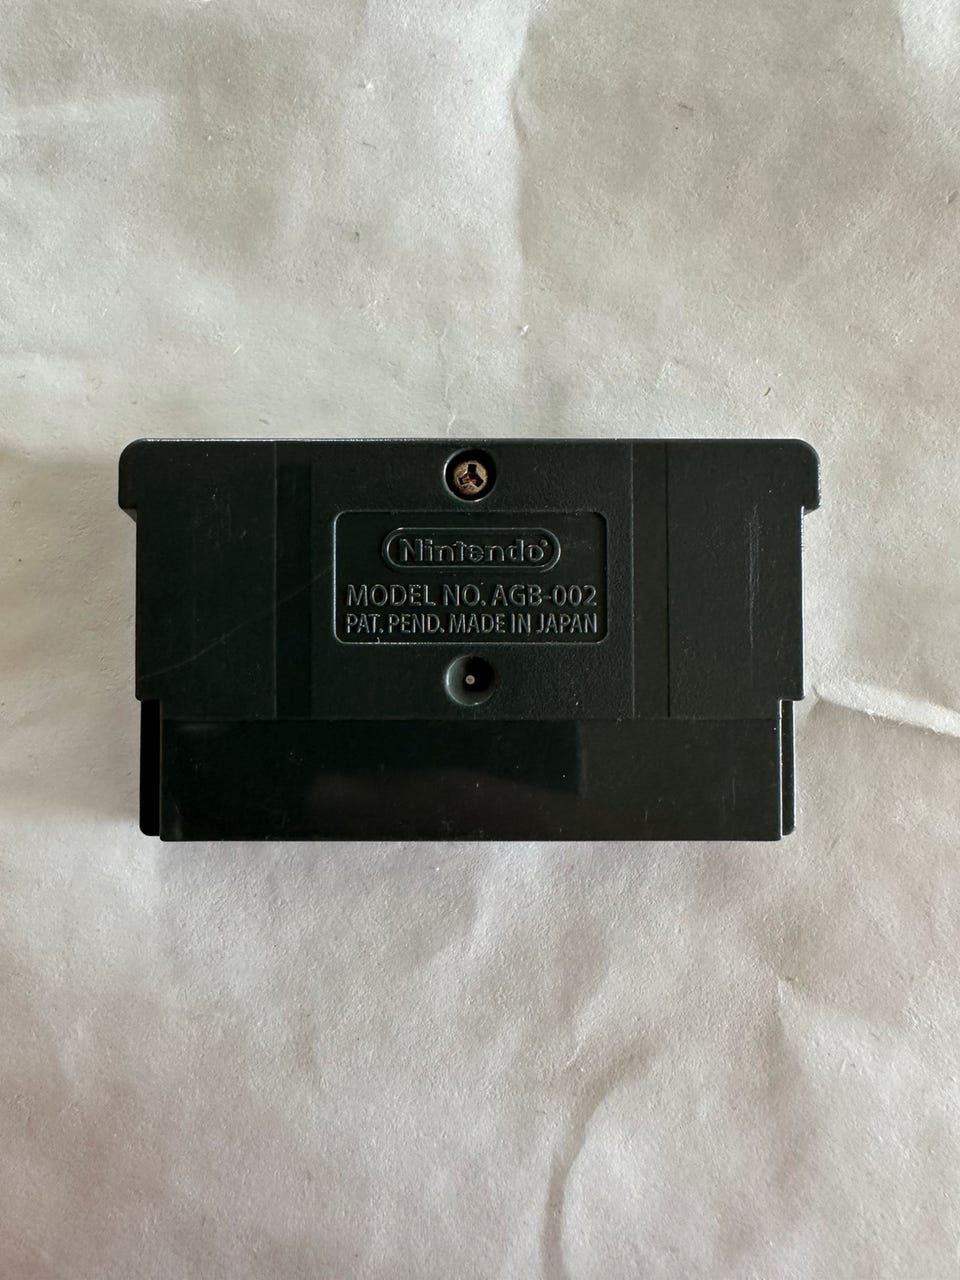 Nintendo®
MODEL NO. AGB-002
PAT. PEND. MADE IN JAPAN